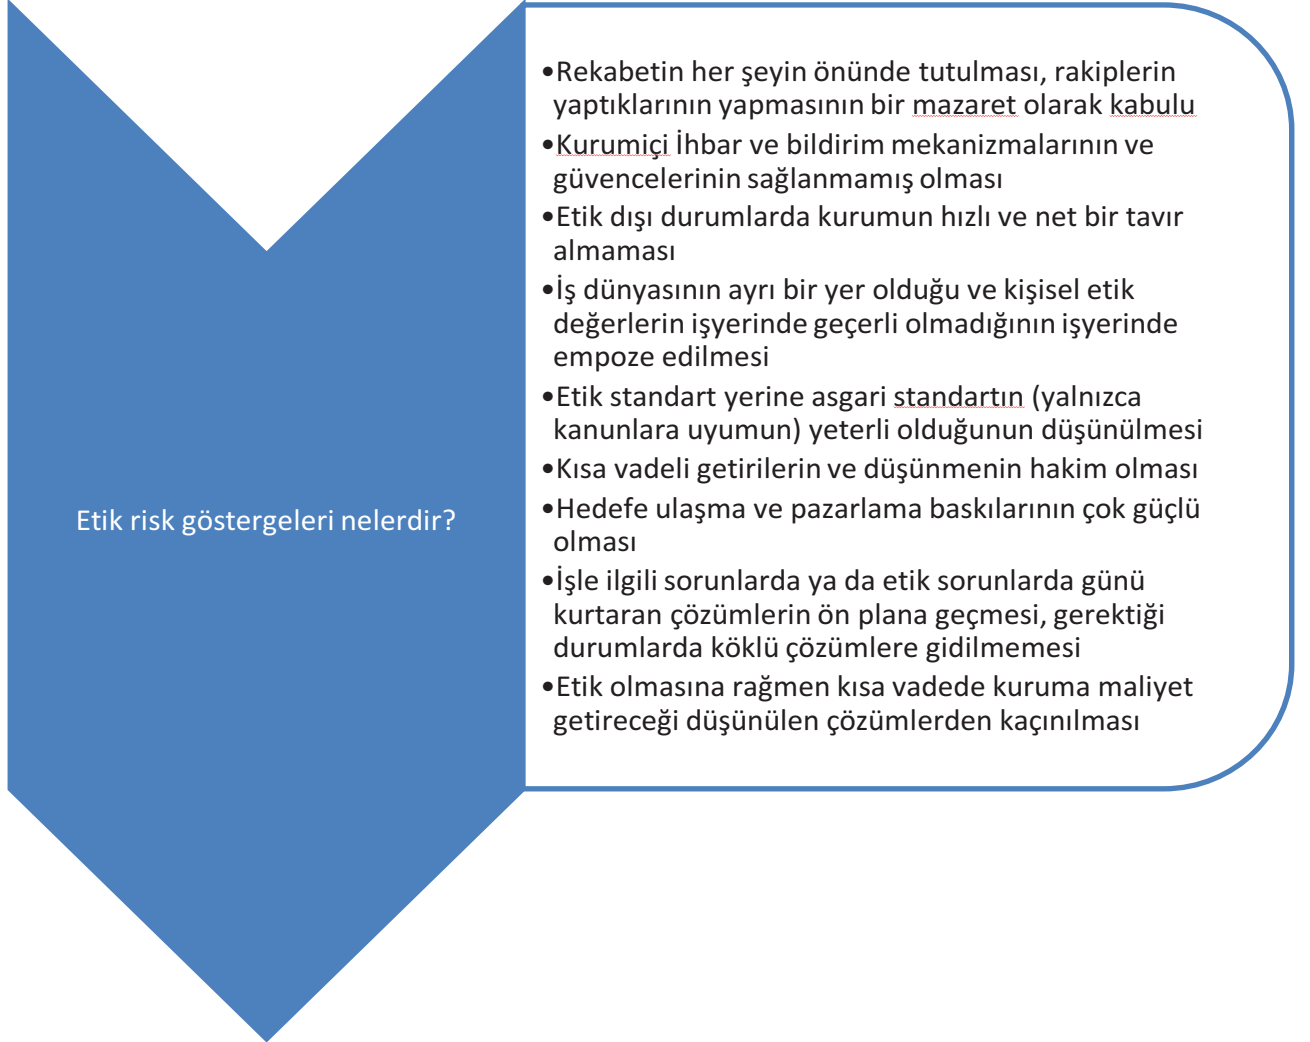 Etik risk göstergeleri nelerdir?
•Rekabetin her şeyin önünde tutulması, rakiplerin
yaptıklarının yapmasının bir mazaret olarak kabulu
•Kurumiçi İhbar ve bildirim mekanizmalarının ve
güvencelerinin sağlanmamış olması
•Etik dışı durumlarda kurumun hızlı ve net bir tavır
almaması
•İş dünyasının ayrı bir yer olduğu ve kişisel etik
değerlerin işyerinde geçerli olmadığının işyerinde
empoze edilmesi
•Etik standart yerine asgari standartın (yalnızca
kanunlara uyumun) yeterli olduğunun düşünülmesi
•Kısa vadeli getirilerin ve düşünmenin hakim olması
•Hedefe ulaşma ve pazarlama baskılarının çok güçlü
olması
•İşle ilgili sorunlarda ya da etik sorunlarda günü
kurtaran çözümlerin ön plana geçmesi, gerektiği
durumlarda köklü çözümlere gidilmemesi
•Etik olmasına rağmen kısa vadede kuruma maliyet
getireceği düşünülen çözümlerden kaçınılması